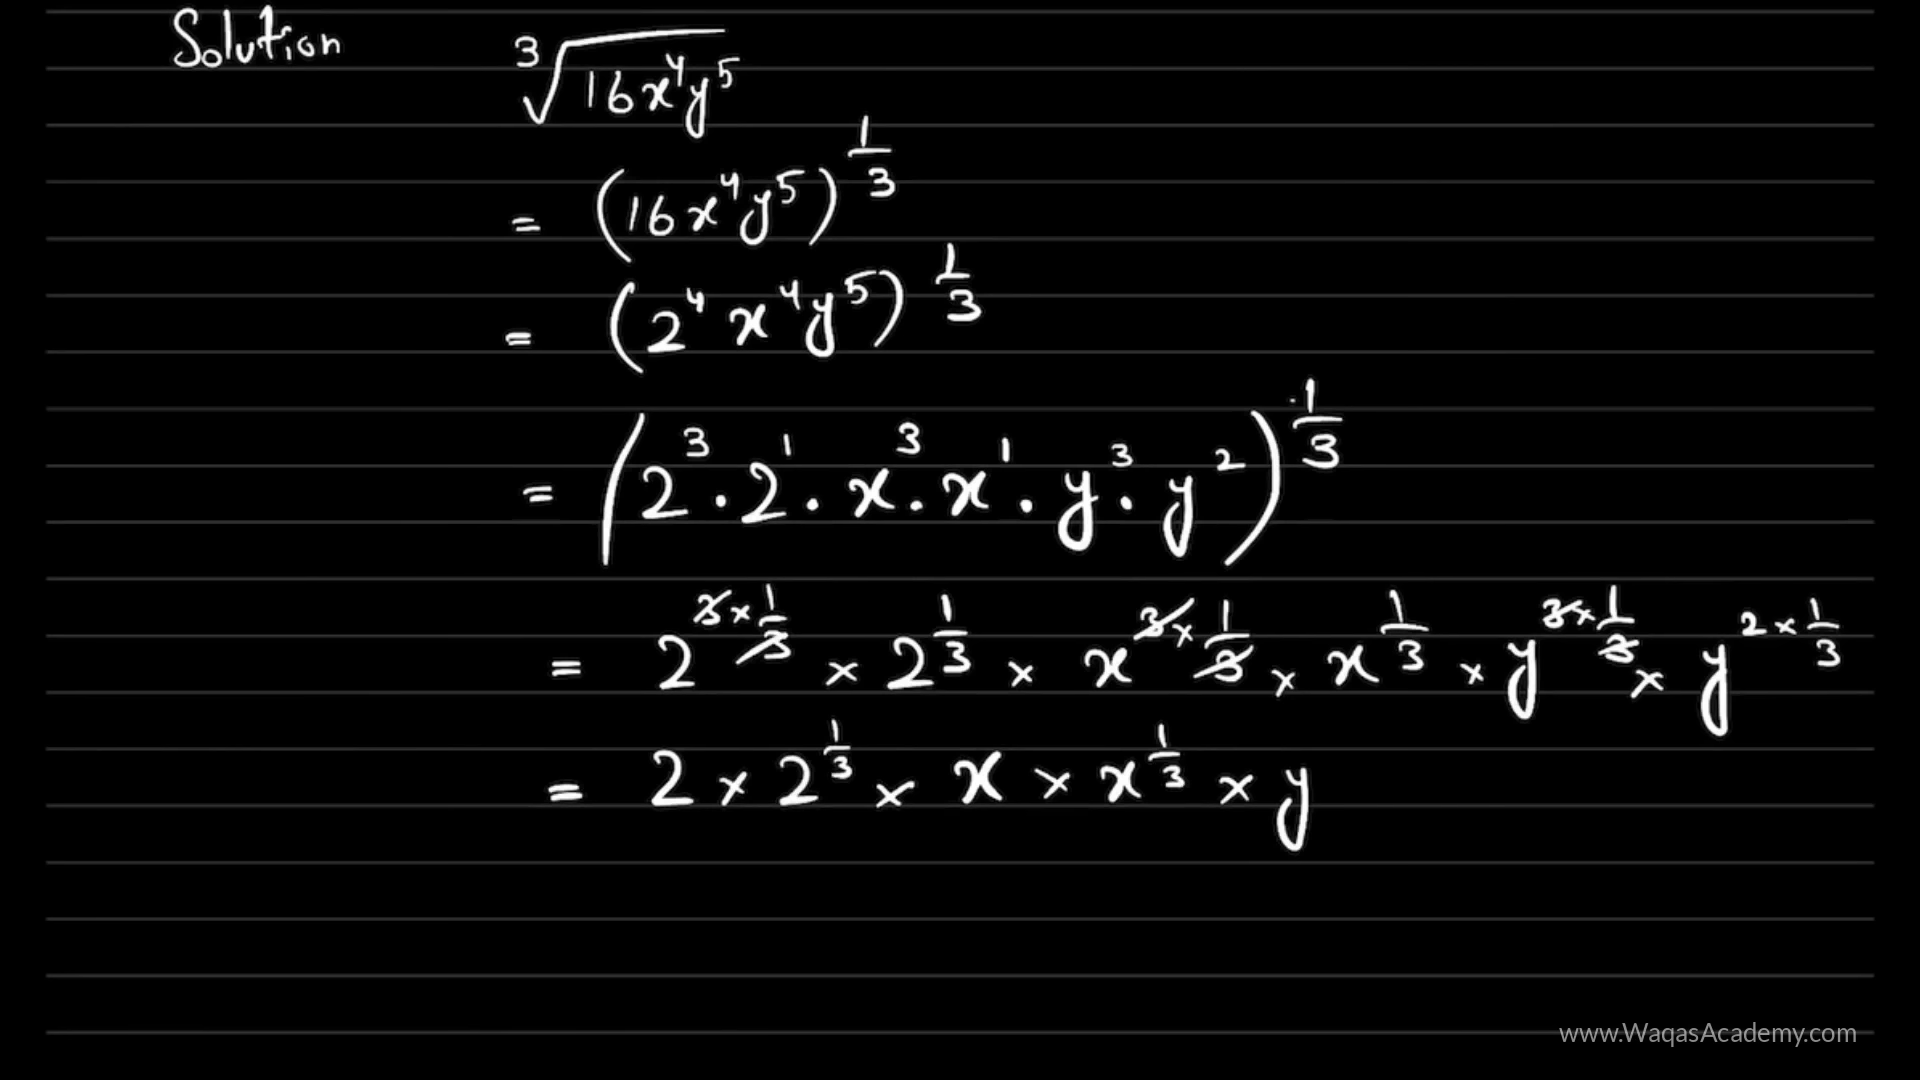 Solution ∛(16x⁴y⁵)
= (16x⁴y⁵)^(1/3)
= (2⁴ x⁴y⁵)^(1/3)
= (2³ · 2¹ · x³ · x¹ · y³ · y²)^(1/3)
= 2^(3×1/3) × 2^(1/3) × x^(3×1/3) × x^(1/3) × y^(3×1/3) × y^(2×1/3)
= 2 × 2^(1/3) × x × x^(1/3) × y
www.WaqasAcademy.com